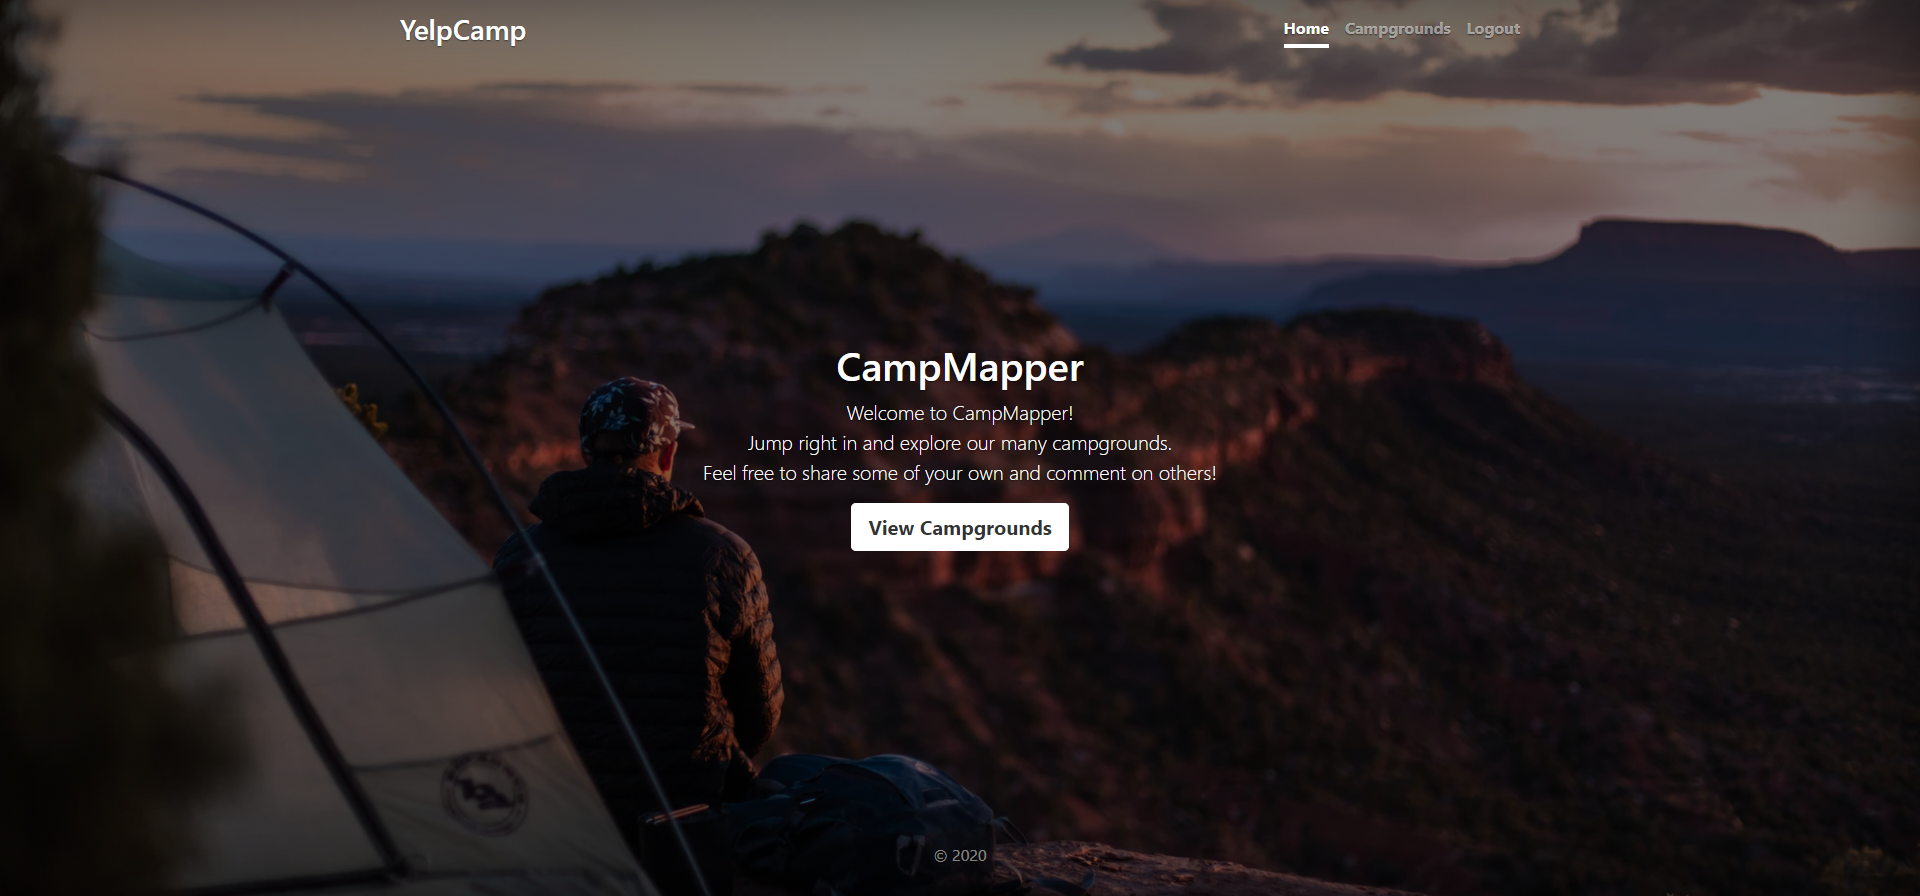 YelpCamp
Home Campgrounds Logout
CampMapper
Welcome to CampMapper!
Jump right in and explore our many campgrounds.
Feel free to share some of your own and comment on others!
View Campgrounds
© 2020